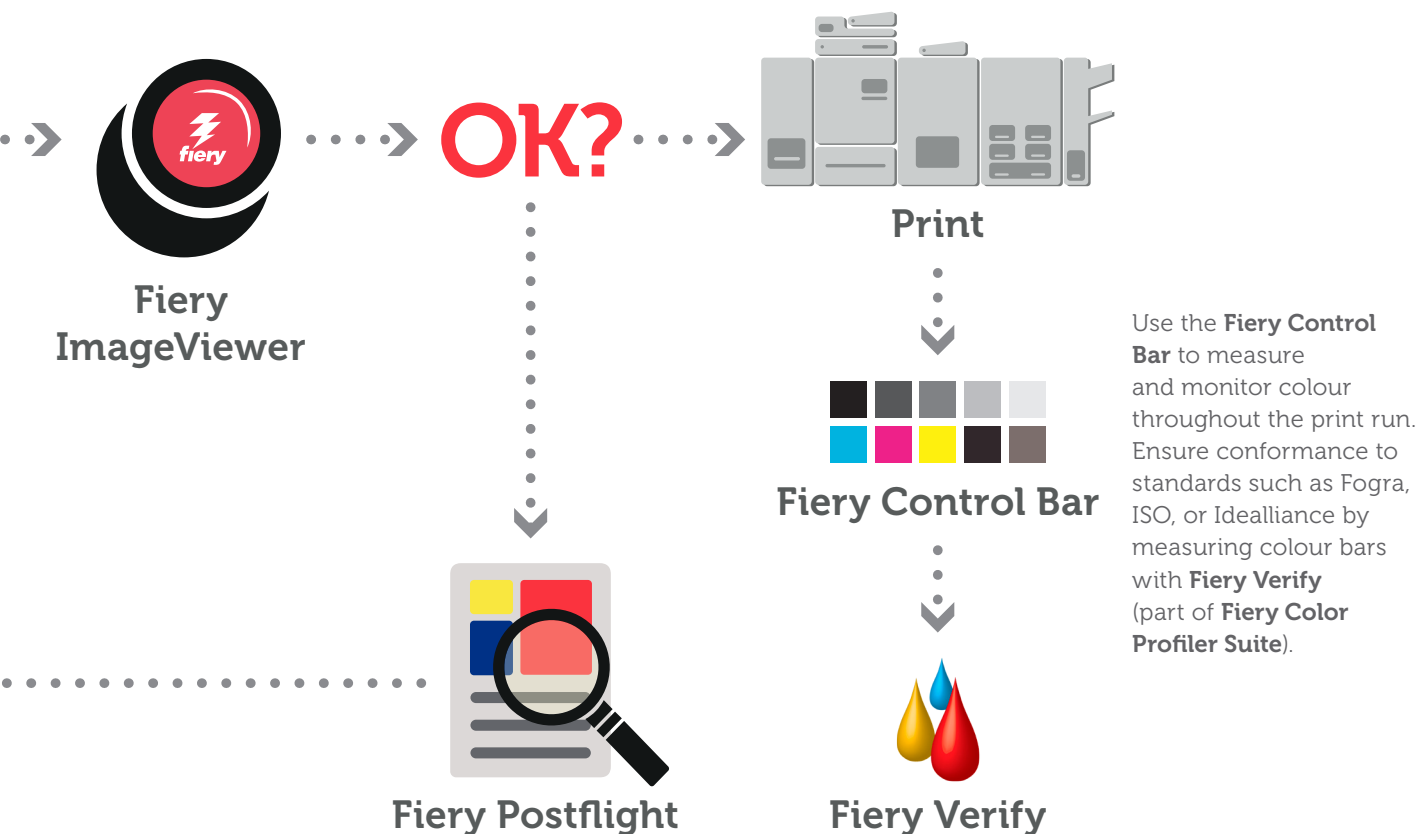 fiery
OK?
Print
Fiery
ImageViewer
Use the Fiery Control
Bar to measure
and monitor colour
throughout the print run.
Ensure conformance to
standards such as Fogra,
ISO, or Idealliance by
measuring colour bars
with Fiery Verify
(part of Fiery Color
Profiler Suite).
Fiery Control Bar
Fiery Postflight
Fiery Verify